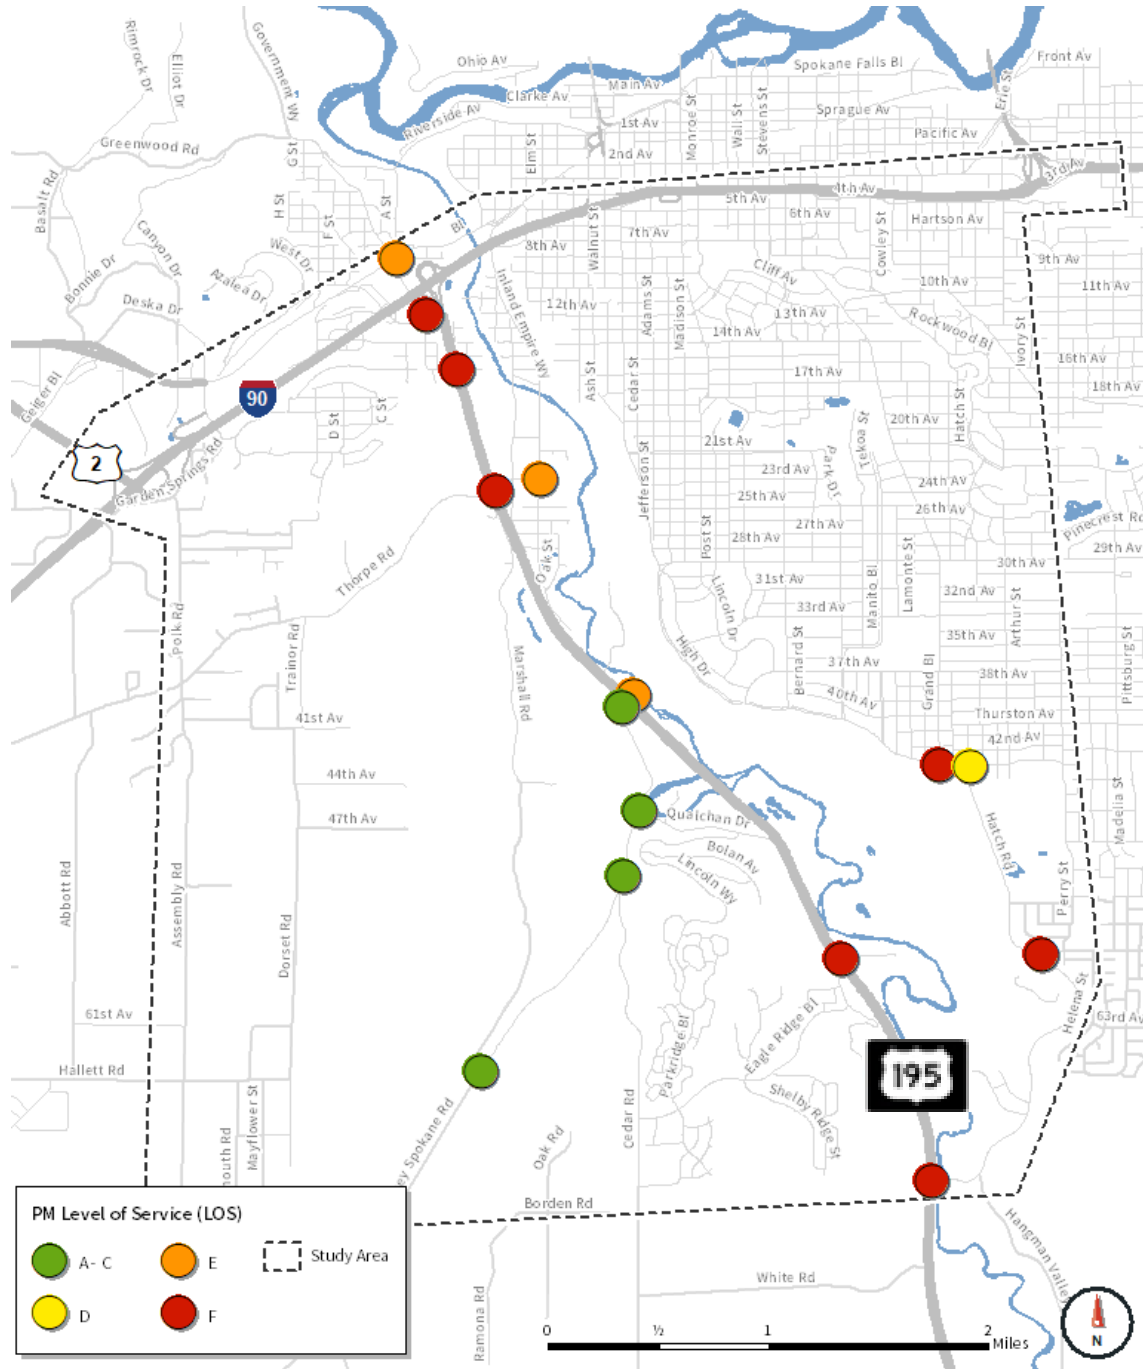 Rimrock Dr
Elliot Dr
Government Wy
Ohio Av
Main Av
Clarke Av
Riverside Av
1st Av
2nd Av
Monroe St
Wall St
Stevens St
Spokane Falls Bl
Sprague Av
Pacific Av
Erie St
Front Av
3rd Av
Greenwood Rd
G St
H St
F St
A St
Elm St
Bl
4th Av
5th Av
6th Av
7th Av
8th Av
Hartson Av
Walnut St
Cowley St
9th Av
Basalt Rd
Canyon Dr
Bonnie Dr
West Dr
Azalea Dr
Deska Dr
Inland Empire Wy
12th Av
Adams St
Madison St
Cliff Av
13th Av
14th Av
10th Av
11th Av
Rockwood Bl
Ivory St
16th Av
18th Av
17th Av
Geiger Bl
90
2
Garden Springs Rd
D St
C St
Ash St
Cedar St
Jefferson St
20th Av
Hatch St
Tekoa St
21st Av
23rd Av
Park Dr
24th Av
25th Av
26th Av
27th Av
28th Av
Post St
Pinecrest Rd
29th Av
30th Av
Thorpe Rd
Oak St
31st Av
32nd Av
33rd Av
Lincoln Dr
Manito Bl
Lamonte St
Arthur St
35th Av
37th Av
38th Av
High Dr
Bernard St
40th Av
Grand Bl
Pittsburg St
Polk Rd
Trainor Rd
Marshall Rd
41st Av
Thurston Av
42nd Av
44th Av
47th Av
Qualchan Dr
Bolan Av
Lincoln Wy
Hatch Rd
Madelia St
Perry St
Abbott Rd
Assembly Rd
Dorset Rd
61st Av
Hallett Rd
Mayflower St
mouth Rd
ey Spokane Rd
Oak Rd
Cedar Rd
Parkridge Bl
Eagle Ridge Bl
Shelby Ridge St
Helena St
63rd Av
195
Borden Rd
Ramona Rd
White Rd
Hangman Valley
PM Level of Service (LOS)
A- C
E
Study Area
D
F
0
½
1
2
Miles
N